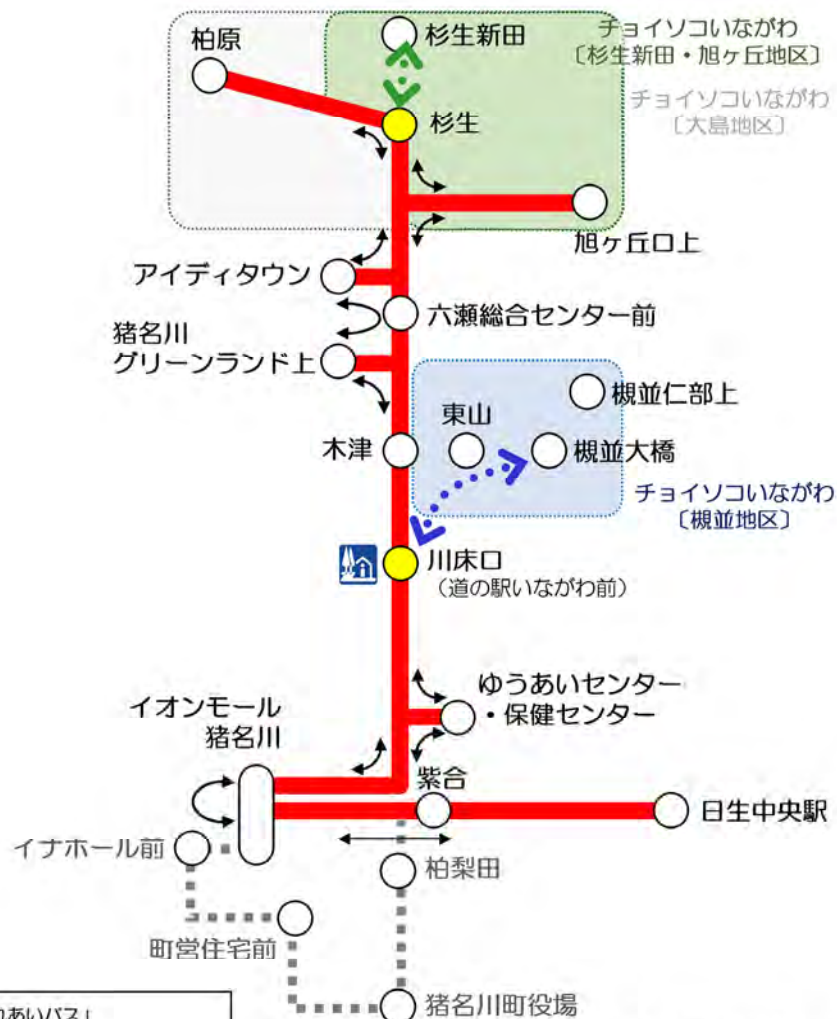 柏原
杉生新田
チョイソコいながわ
〔杉生新田・旭ヶ丘地区〕
チョイソコいながわ
〔大島地区〕
杉生
旭ヶ丘口上
アイディタウン
六瀬総合センター前
猪名川
グリーンランド上
槻並仁部上
東山
木津
槻並大橋
チョイソコいながわ
〔槻並地区〕
川床口
（道の駅いながわ前）
ゆうあいセンター
・保健センター
イオンモール
猪名川
紫合
日生中央駅
イナホール前
柏梨田
町営住宅前
猪名川町役場